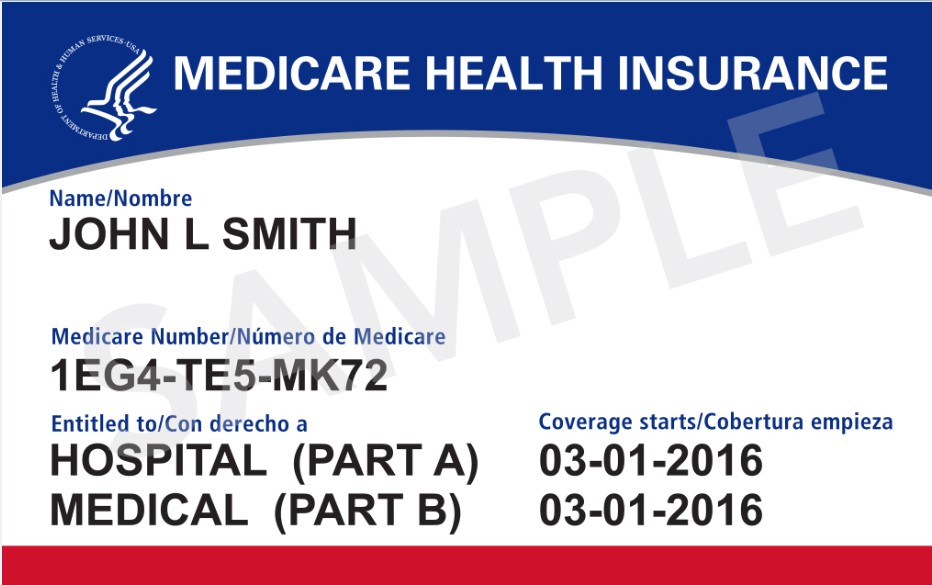 DEPARTMENT OF HEALTH & HUMAN SERVICES·USA
MEDICARE HEALTH INSURANCE
SAMPLE
Name/Nombre
JOHN L SMITH
Medicare Number/Número de Medicare
1EG4-TE5-MK72
Entitled to/Con derecho a
Coverage starts/Cobertura empieza
HOSPITAL (PART A) 03-01-2016
MEDICAL (PART B) 03-01-2016